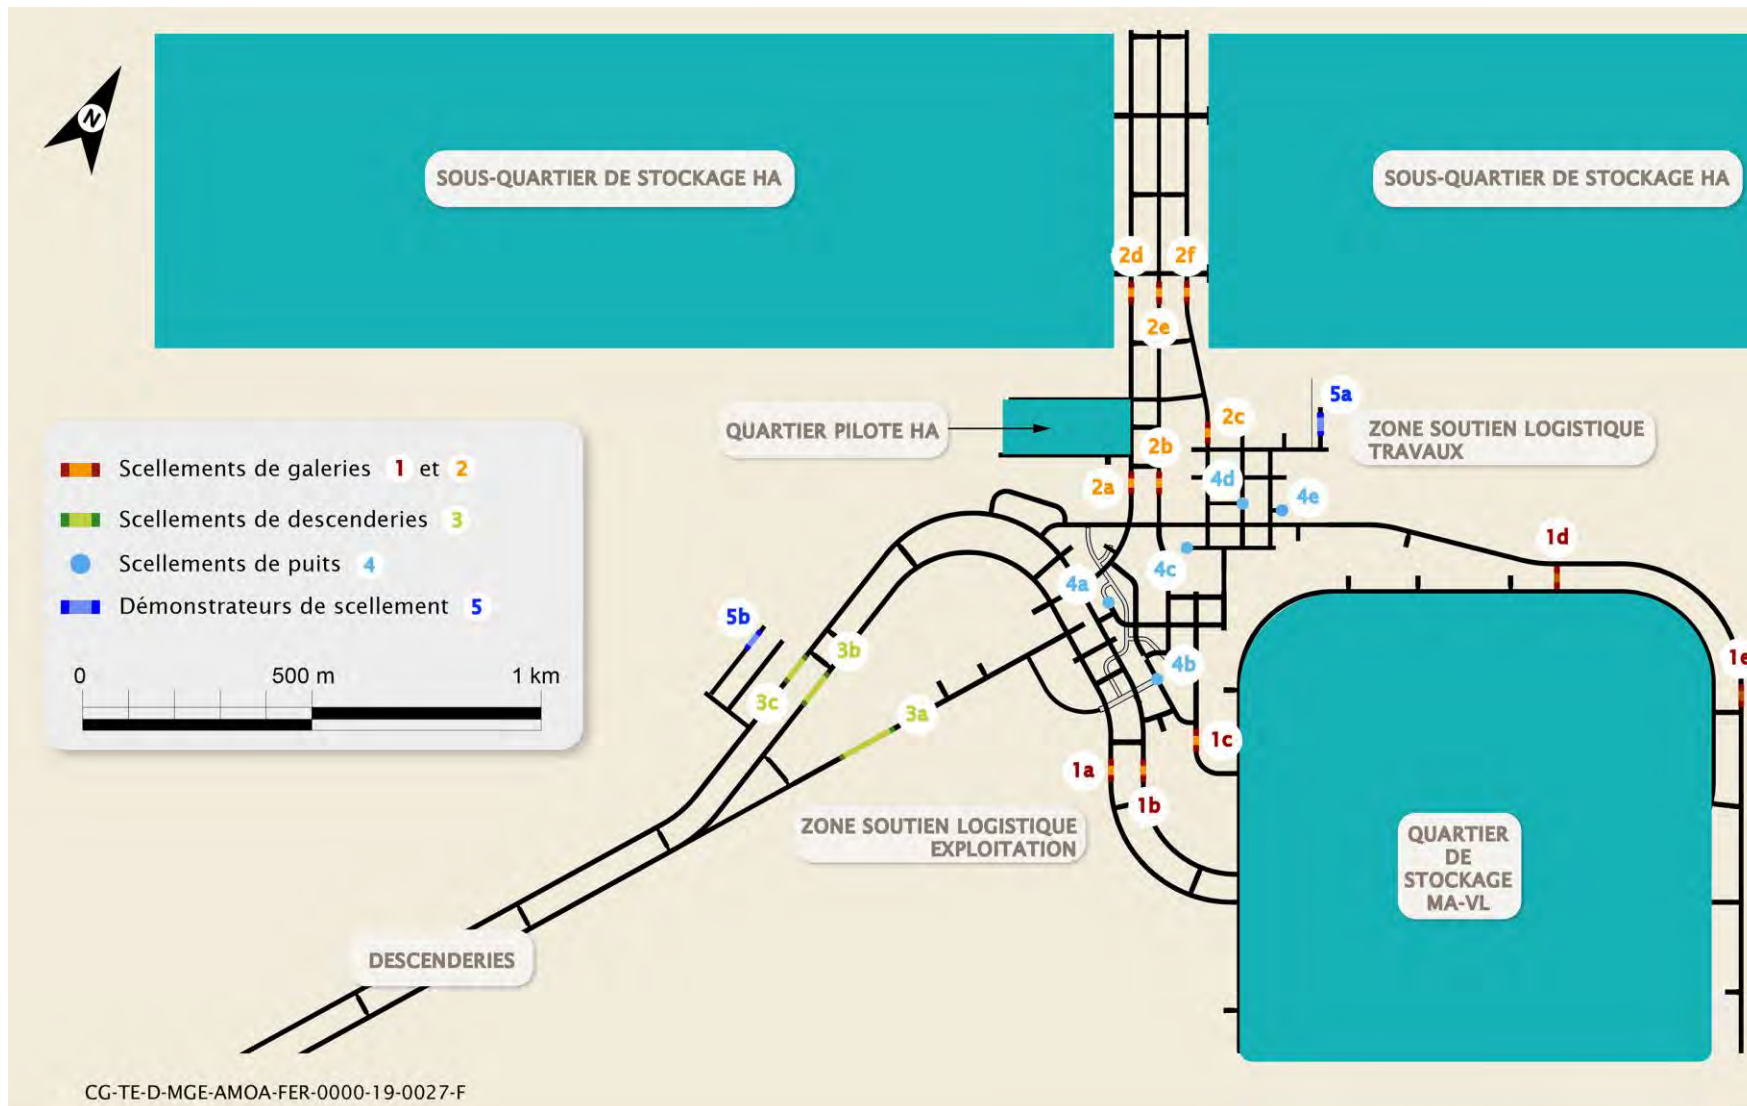 N
SOUS-QUARTIER DE STOCKAGE HA
SOUS-QUARTIER DE STOCKAGE HA
2d
2f
2e
5a
QUARTIER PILOTE HA
2c
ZONE SOUTIEN LOGISTIQUE
TRAVAUX
2b
2a
4d
4e
Scellements de galeries 1 et 2
Scellements de descenderies 3
Scellements de puits 4
Démonstrateurs de scellement 5
0 500 m 1 km
1d
4c
4a
5b
3b
4b
1e
3c
3a
1c
1a
1b
ZONE SOUTIEN LOGISTIQUE
EXPLOITATION
QUARTIER
DE
STOCKAGE
MA-VL
DESCENDERIES
CG-TE-D-MGE-AMOA-FER-0000-19-0027-F